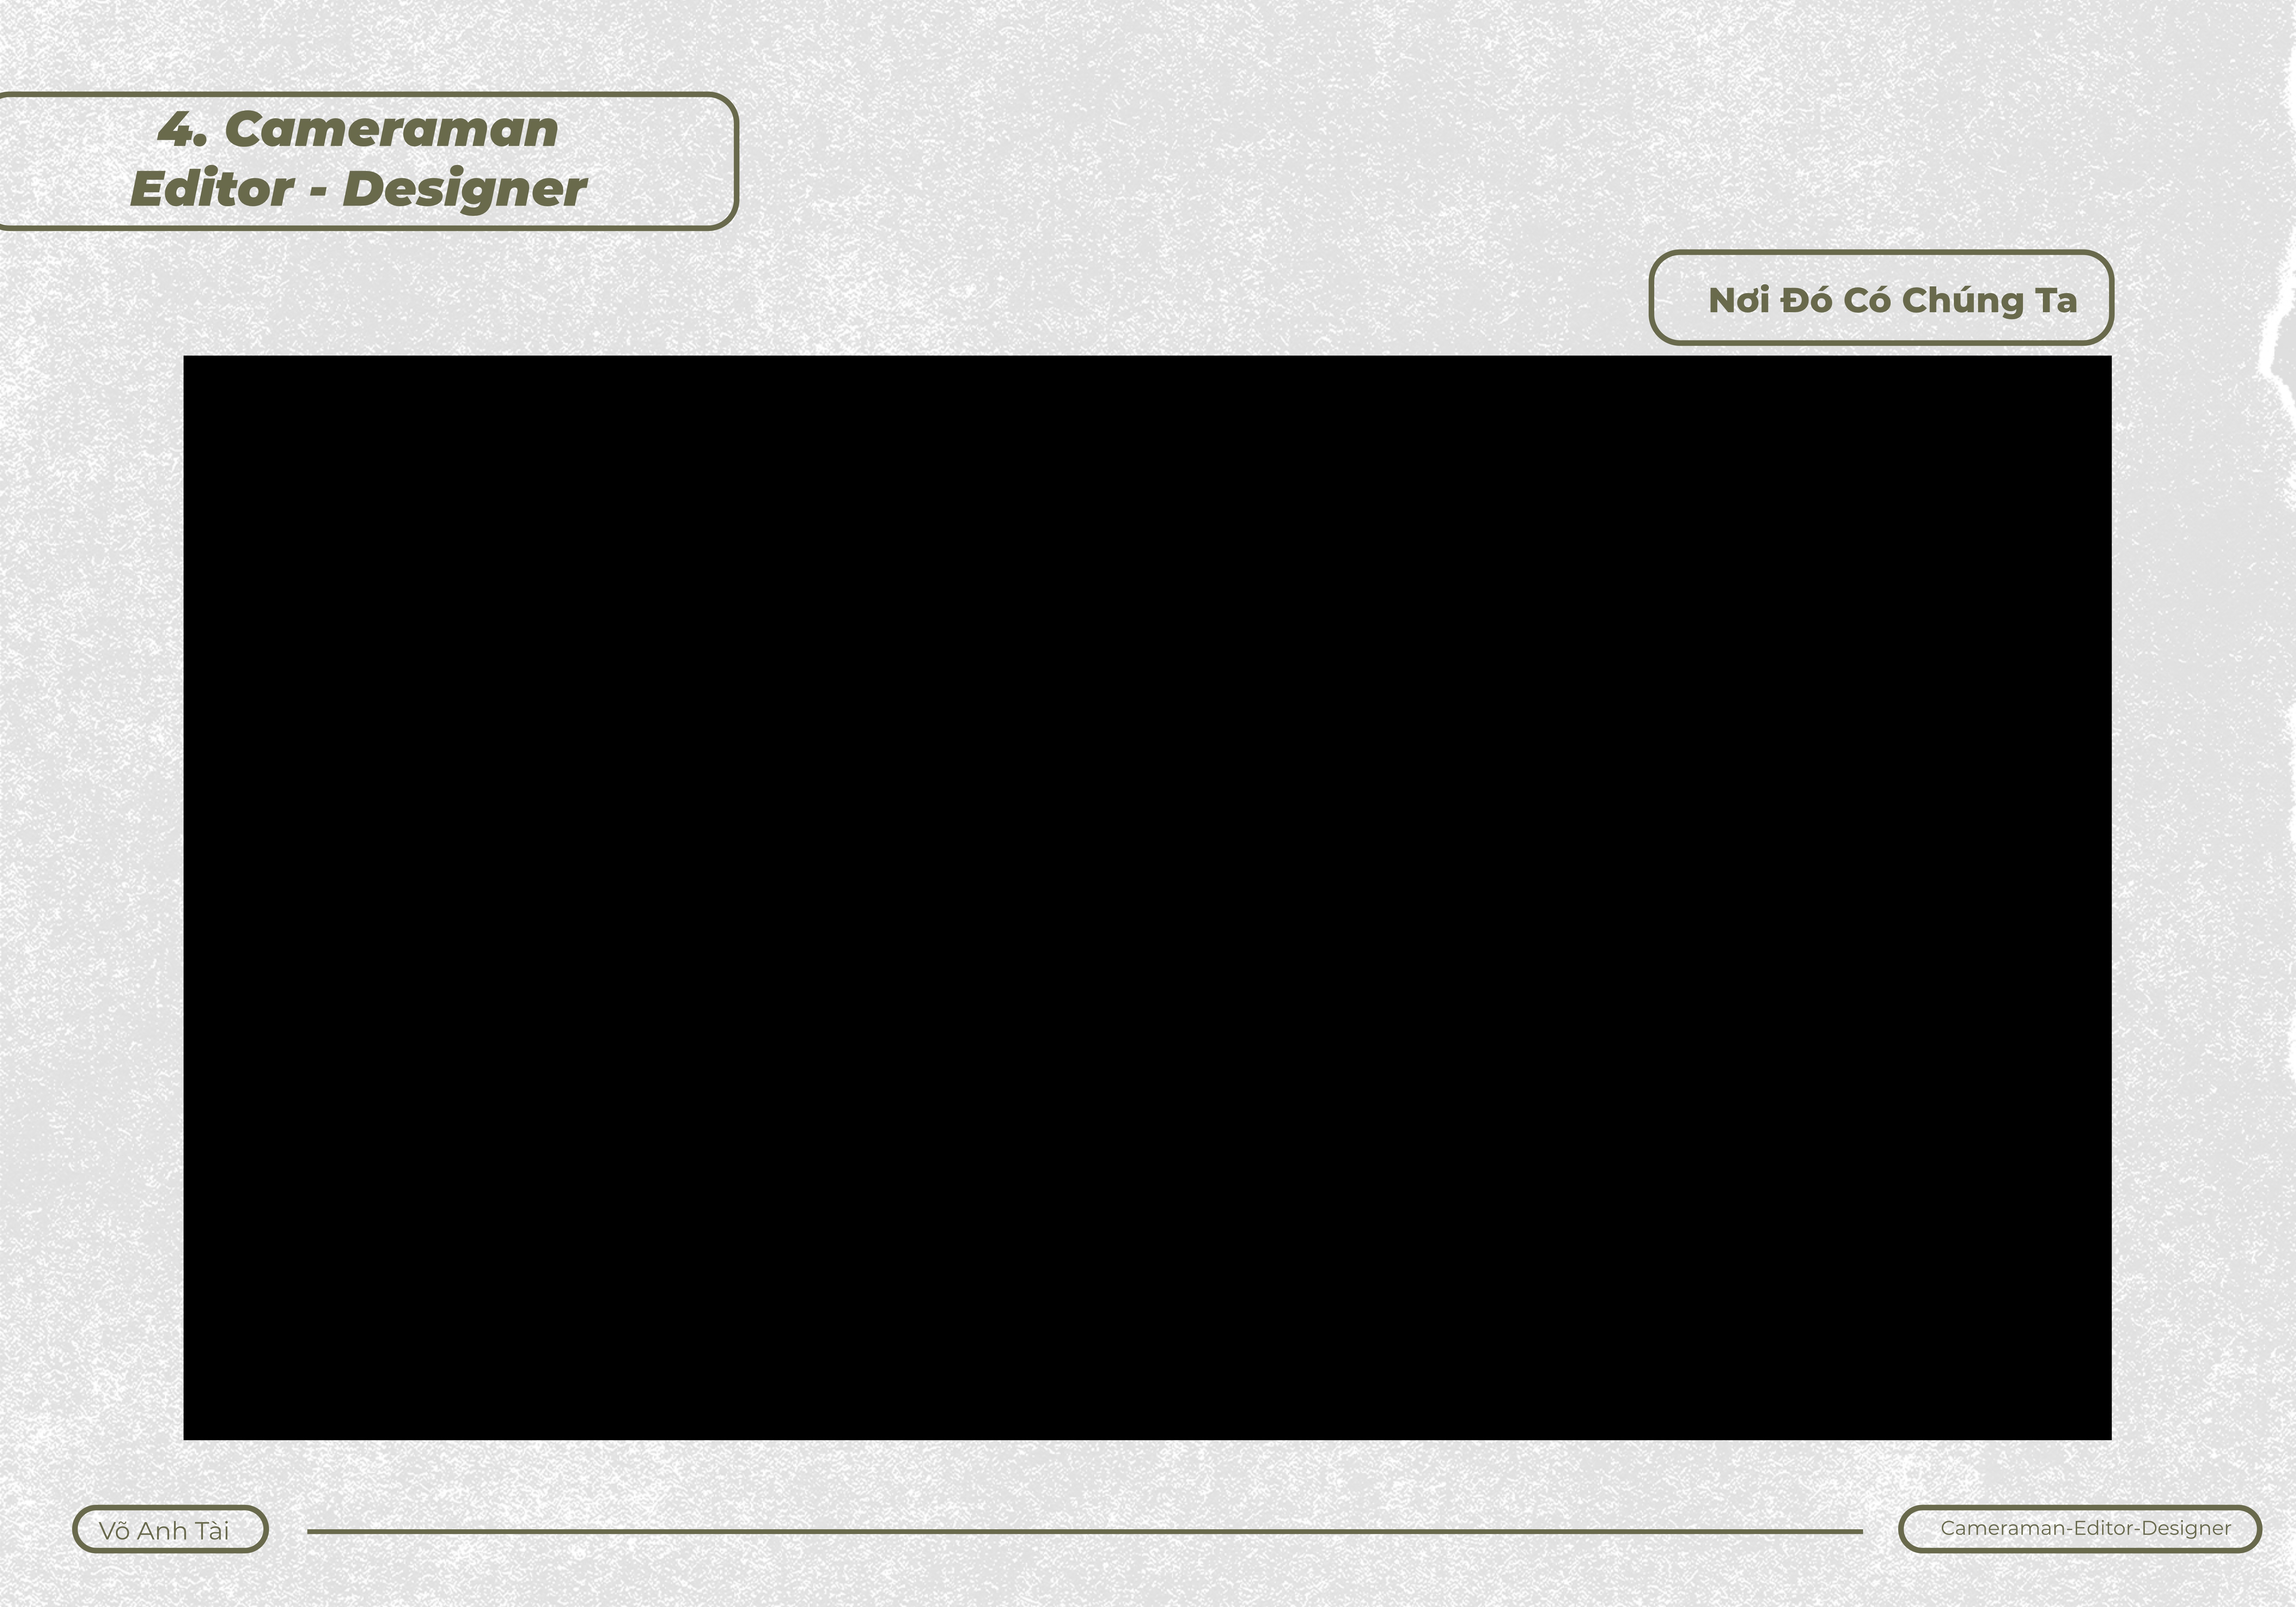 4. Cameraman
Editor - Designer
Nơi Đó Có Chúng Ta
Võ Anh Tài
Cameraman-Editor-Designer